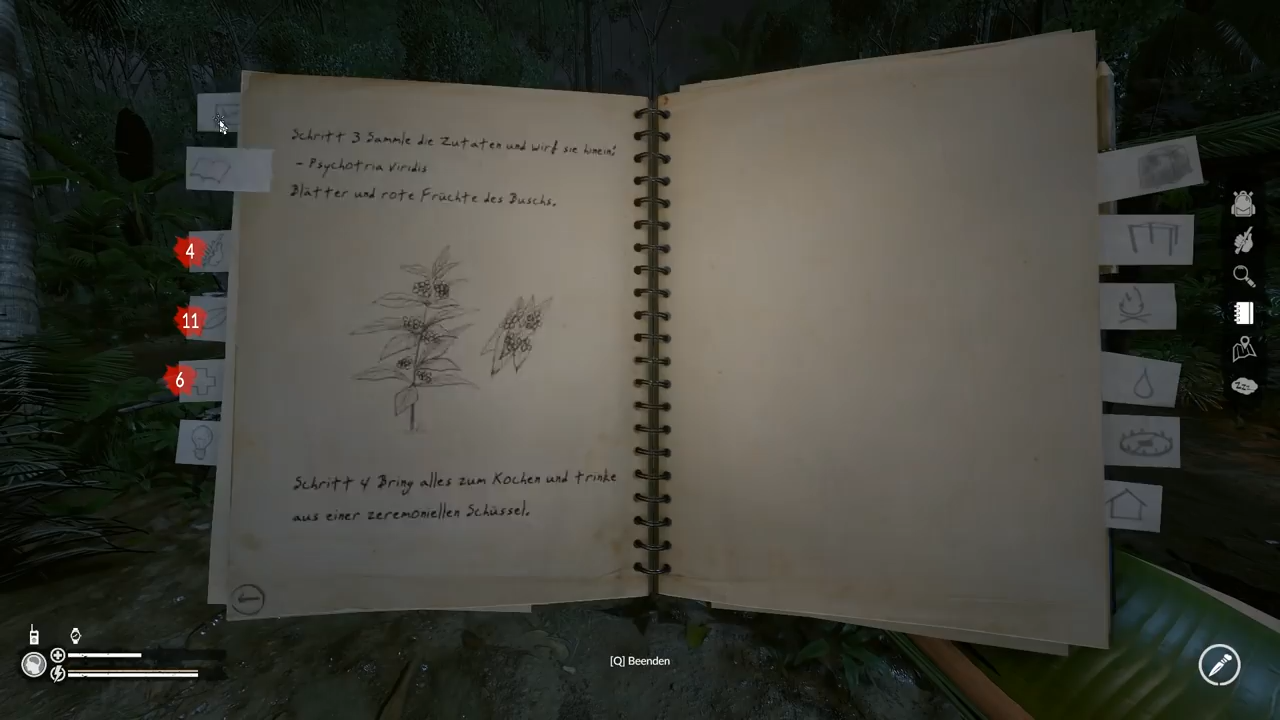 Schritt 3 Sammle die Zutaten und wirf sie hinein:
- Psychotria Viridis
Blätter und rote Früchte des Buschs.
4
11
6
Schritt 4 Bring alles zum Kochen und trinke
aus einer zeremoniellen Schüssel.
Zzz
[Q] Beenden